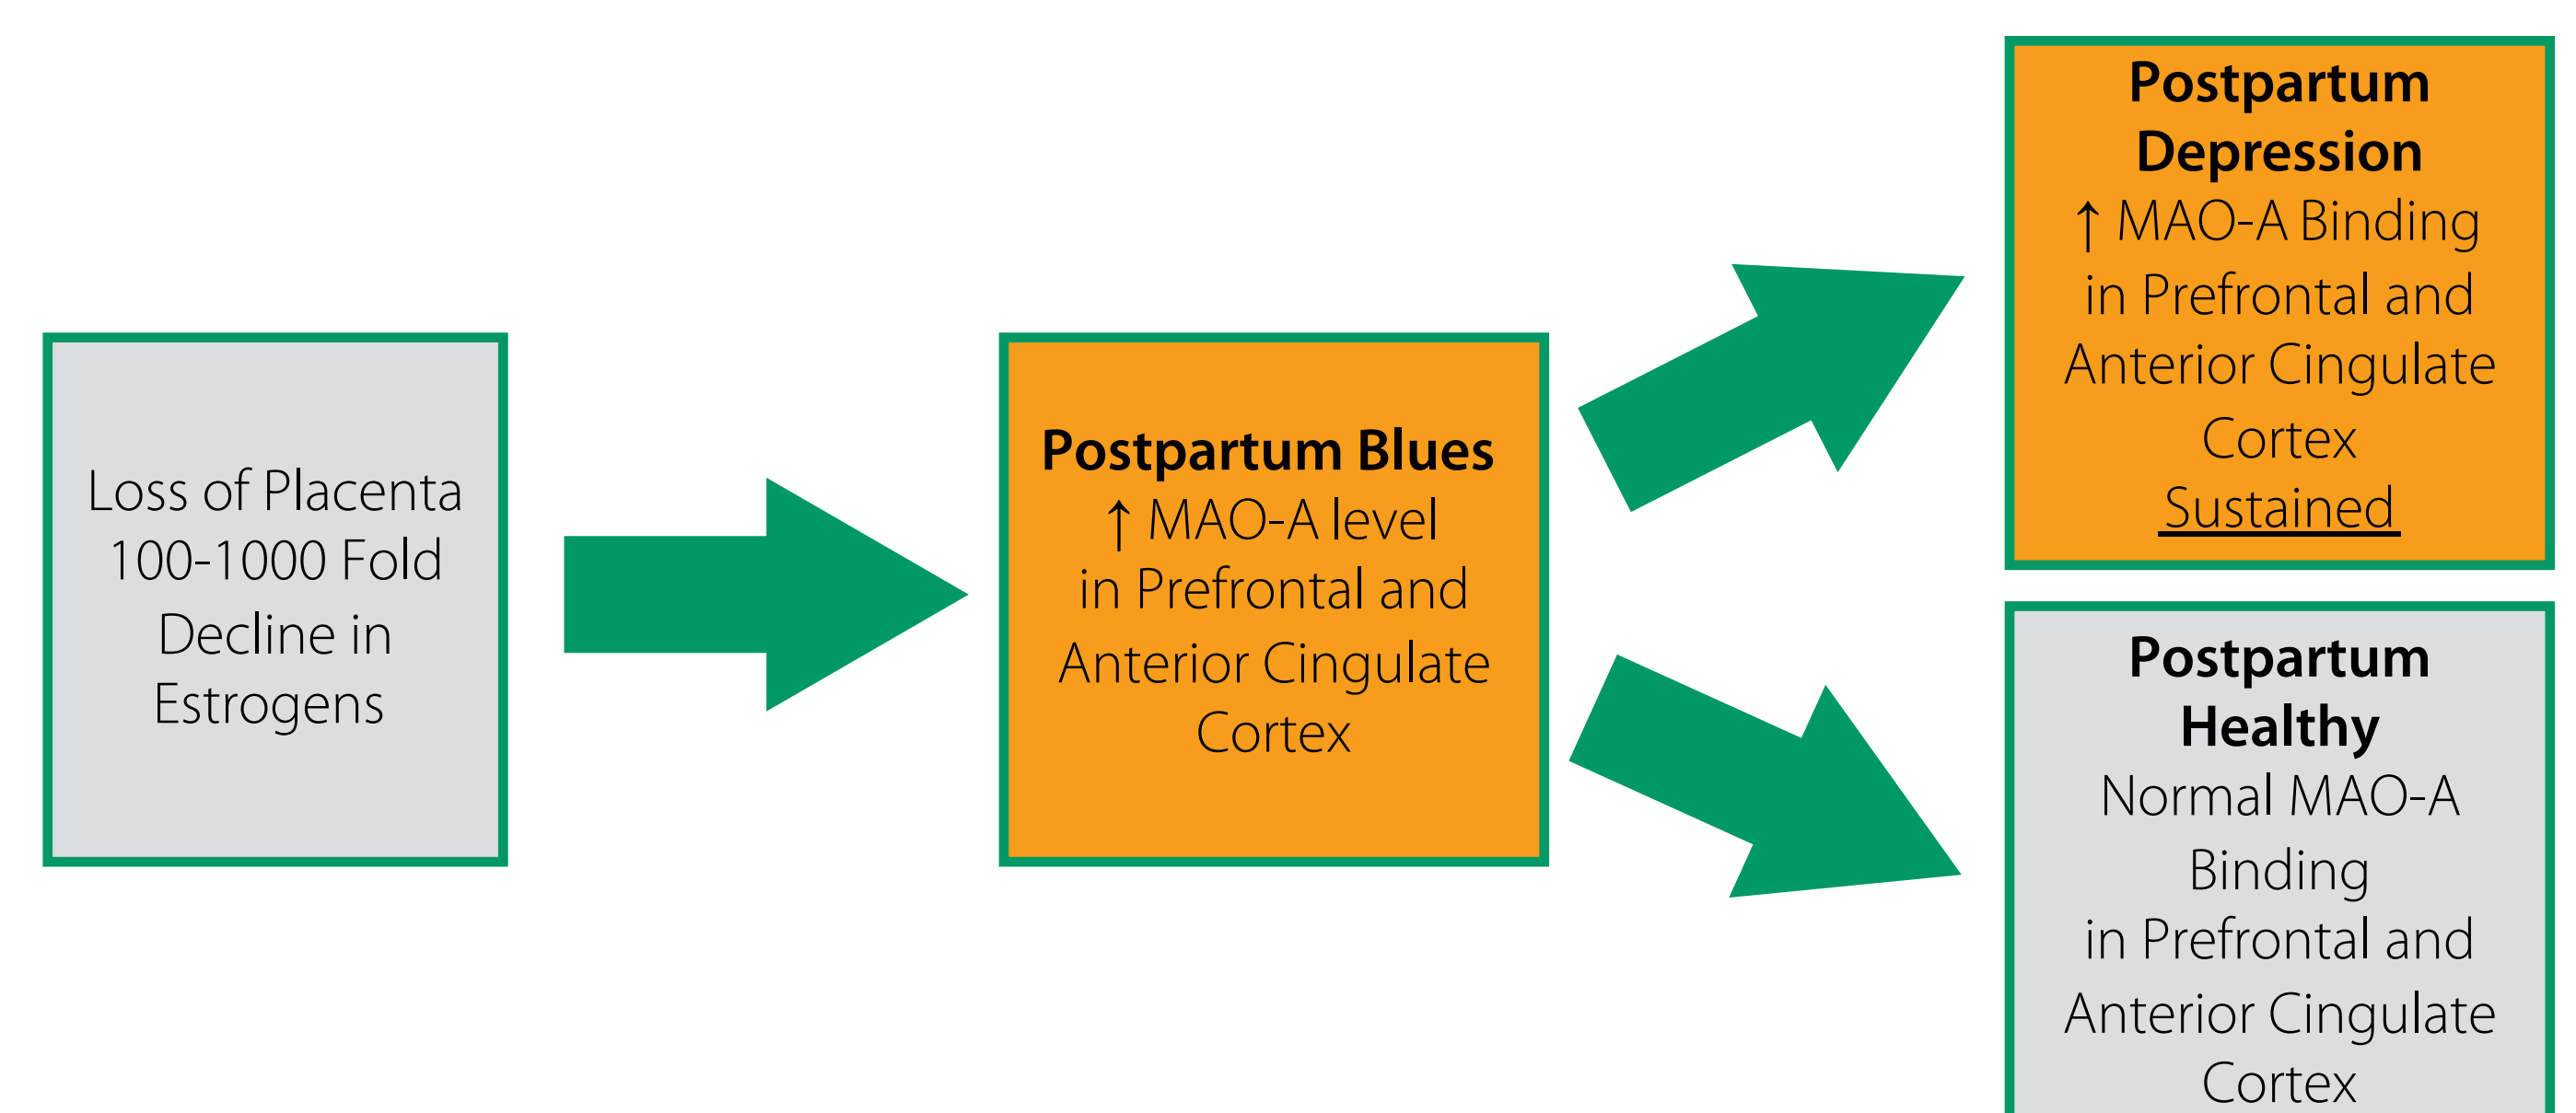 Loss of Placenta
100-1000 Fold
Decline in
Estrogens
Postpartum Blues
↑ MAO-A level
in Prefrontal and
Anterior Cingulate
Cortex
Postpartum
Depression
↑ MAO-A Binding
in Prefrontal and
Anterior Cingulate
Cortex
Sustained
Postpartum
Healthy
Normal MAO-A
Binding
in Prefrontal and
Anterior Cingulate
Cortex